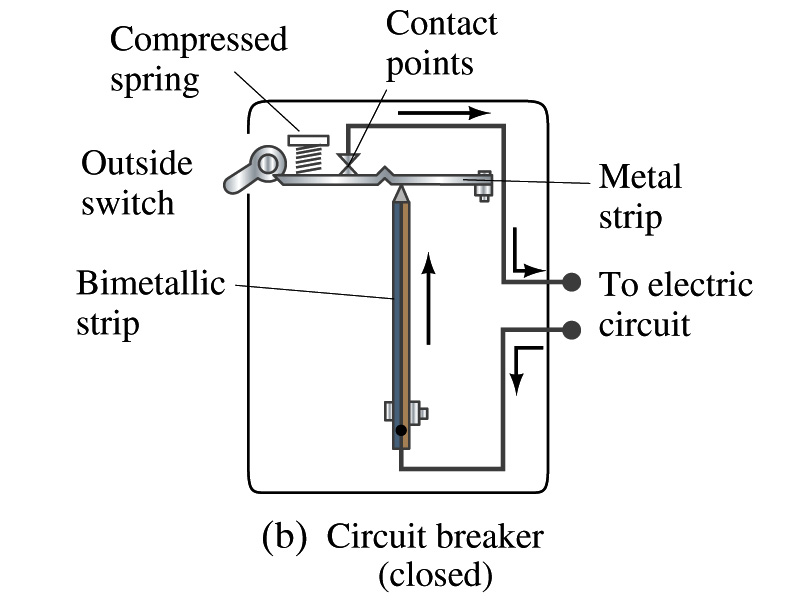 Compressed
spring
Contact
points
Outside
switch
Metal
strip
Bimetallic
strip
To electric
circuit
(b) Circuit breaker
(closed)